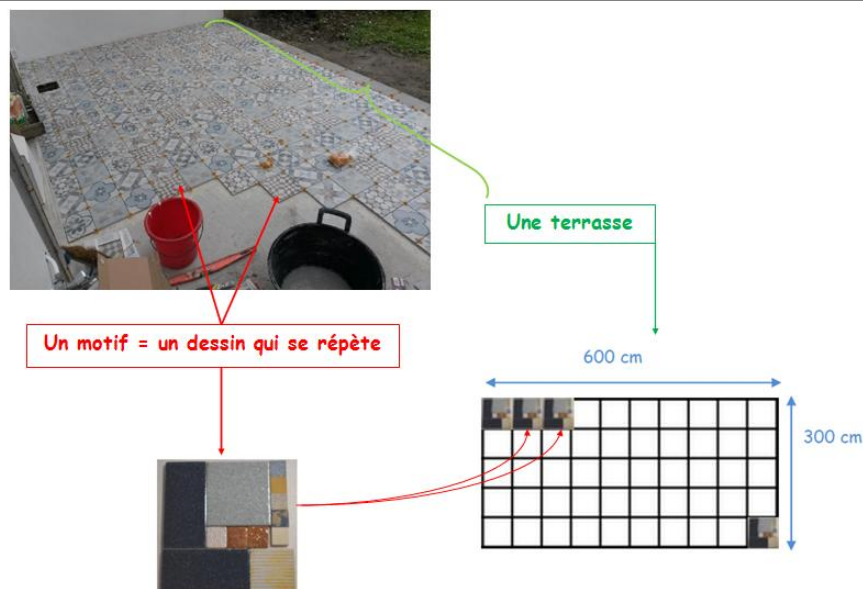 Une terrasse
Un motif = un dessin qui se répète
600 cm
300 cm